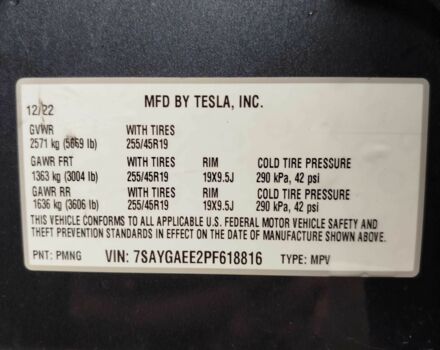 MFD BY TESLA, INC.
12/22
GVWR WITH TIRES
2571 kg (5669 lb) 255/45R19
GAWR FRT WITH TIRES RIM COLD TIRE PRESSURE
1363 kg (3004 lb) 255/45R19 19X9.5J 290 kPa, 42 psi
GAWR RR WITH TIRES RIM COLD TIRE PRESSURE
1636 kg (3606 lb) 255/45R19 19X9.5J 290 kPa, 42 psi
THIS VEHICLE CONFORMS TO ALL APPLICABLE U.S. FEDERAL MOTOR VEHICLE SAFETY AND
THEFT PREVENTION STANDARDS IN EFFECT ON THE DATE OF MANUFACTURE SHOWN ABOVE.
PNT: PMNG VIN: 7SAYGAEE2PF618816 TYPE: MPV